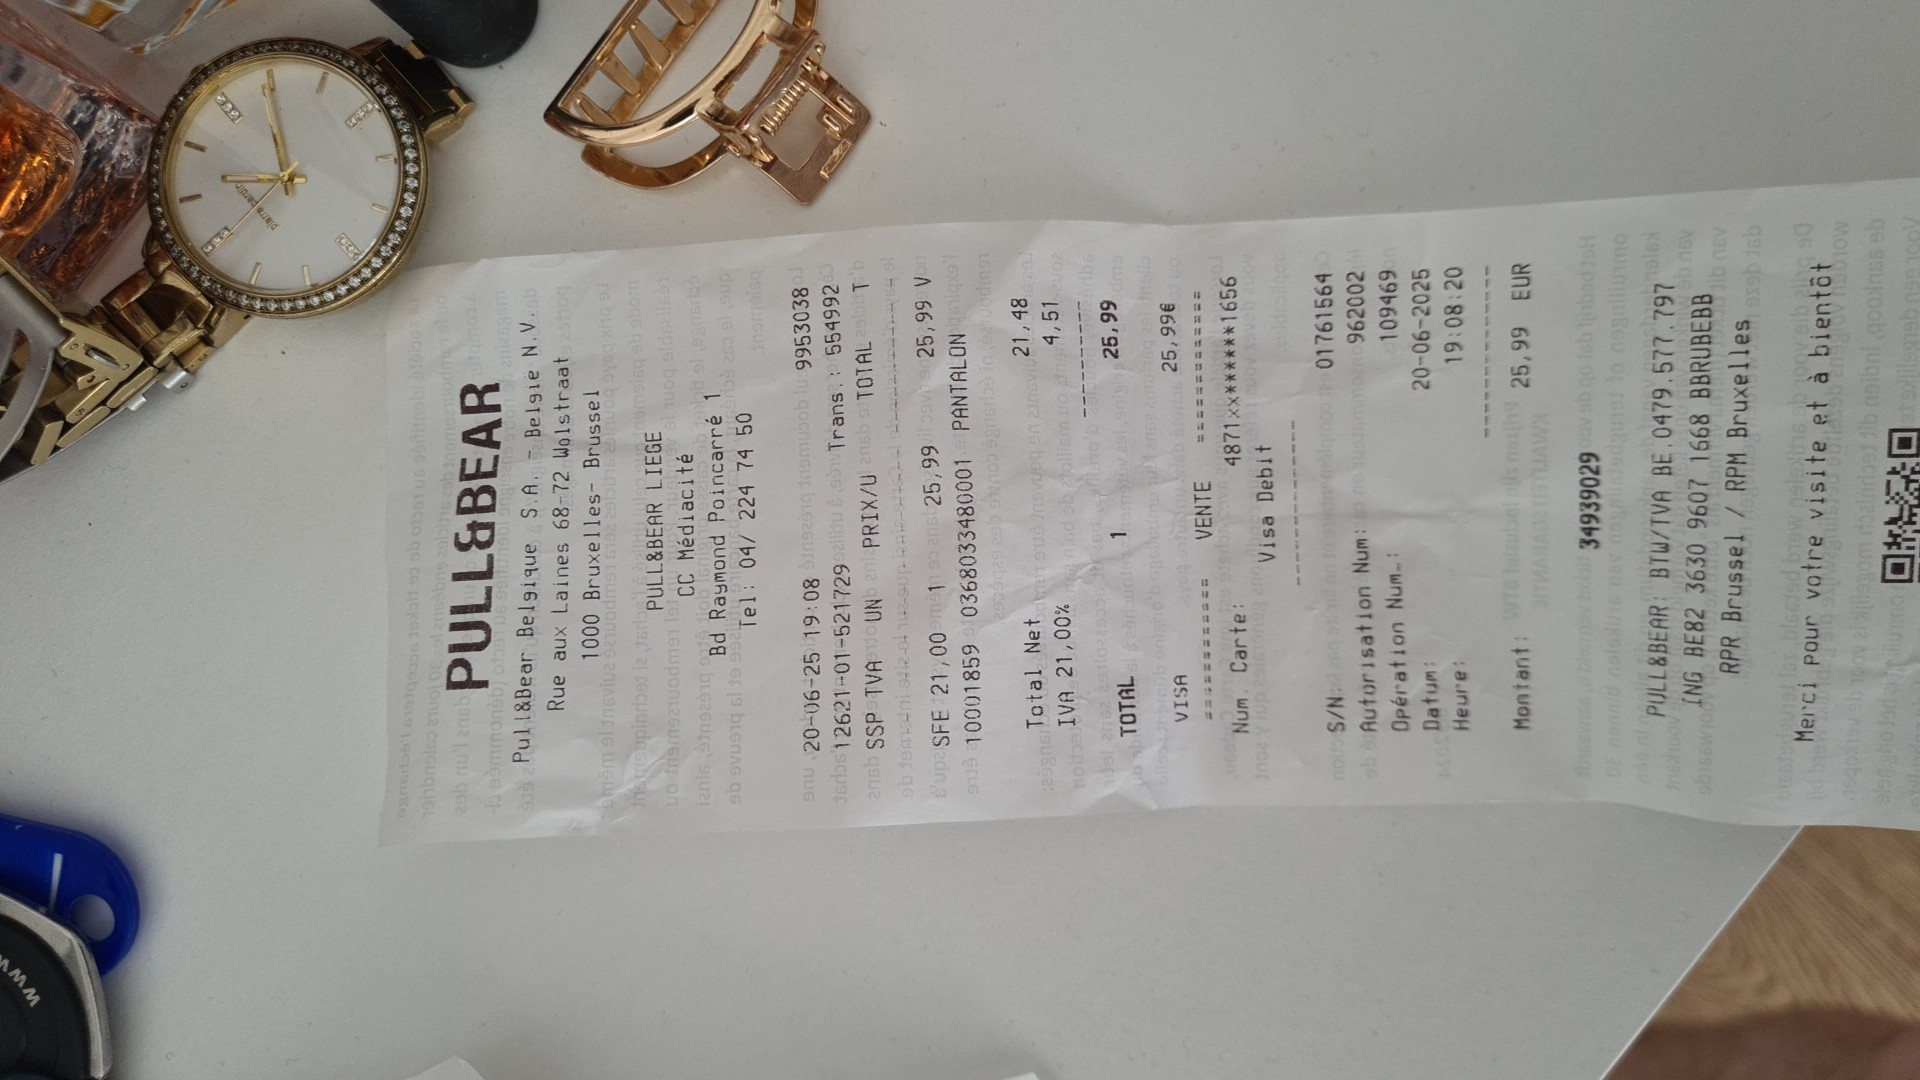 PULL&BEAR
Pull&Bear Belgique S.A. - Belgie N.V.
Rue aux Laines 68-72 Wolstraat
1000 Bruxelles- Brussel
PULL&BEAR LIEGE
CC Médiacité
Bd Raymond Poincarré 1
Tel: 04/ 224 74 50
20-06-25 19:08 9953038
12621-01-521729 Trans.: 554992
SSP TVA UN PRIX/U TOTAL T
SFE 21,00 1 25,99 25,99 V
10001859 0368033480001 PANTALON
Total Net 21,48
IVA 21,00% 4,51
TOTAL 1 25,99
VISA 25,99€
=========== VENTE ===========
Num. Carte: 4871xx******1656
Visa Debit
S/N: 01761564
Autorisation Num: 962002
Opération Num.: 109469
Datum: 20-06-2025
Heure: 19:08:20
Montant: 25,99 EUR
34939029
PULL&BEAR: BTW/TVA BE.0479.577.797
ING BE82 3630 9607 1668 BBRUBEBB
RPR Brussel / RPM Bruxelles
Merci pour votre visite et à bientôt
pierre cardin
www